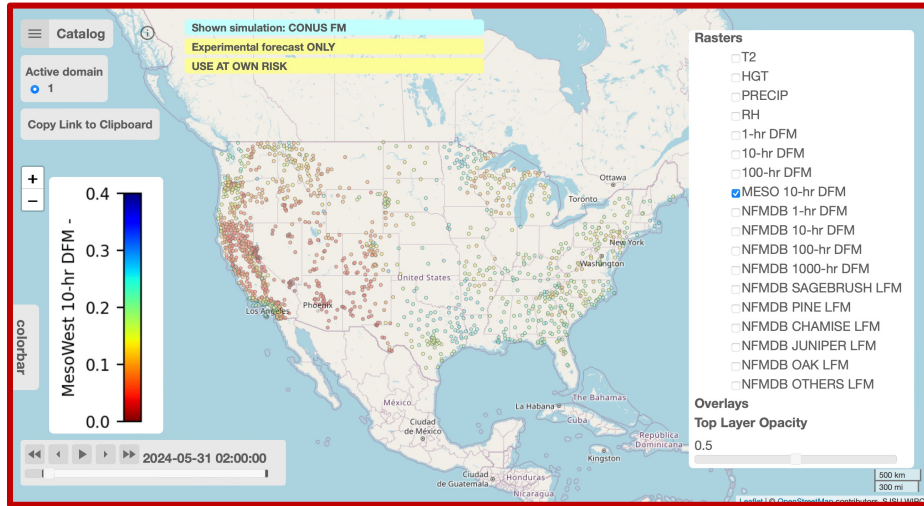 Catalog
Shown simulation: CONUS FM
Experimental forecast ONLY
USE AT OWN RISK
Active domain
1
Copy Link to Clipboard
+
−
MesoWest 10-hr DFM -
0.4
0.3
0.2
0.1
0.0
colorbar
2024-05-31 02:00:00
Rasters
T2
HGT
PRECIP
RH
1-hr DFM
10-hr DFM
100-hr DFM
MESO 10-hr DFM
NFMDB 1-hr DFM
NFMDB 10-hr DFM
NFMDB 100-hr DFM
NFMDB 1000-hr DFM
NFMDB SAGEBRUSH LFM
NFMDB PINE LFM
NFMDB CHAMISE LFM
NFMDB JUNIPER LFM
NFMDB OAK LFM
NFMDB OTHERS LFM
Overlays
Top Layer Opacity
0.5
Ottawa
Toronto
New York
Washington
United States
Phoenix
Los Angeles
México
Ciudad
de México
La Habana
The Bahamas
Cuba
Republica
Dominicana
Kingston
Ciudad
de Guatemala
Honduras
Nicaragua
500 km
300 mi
Leaflet | © OpenStreetMap contributors, SJSU WIRC